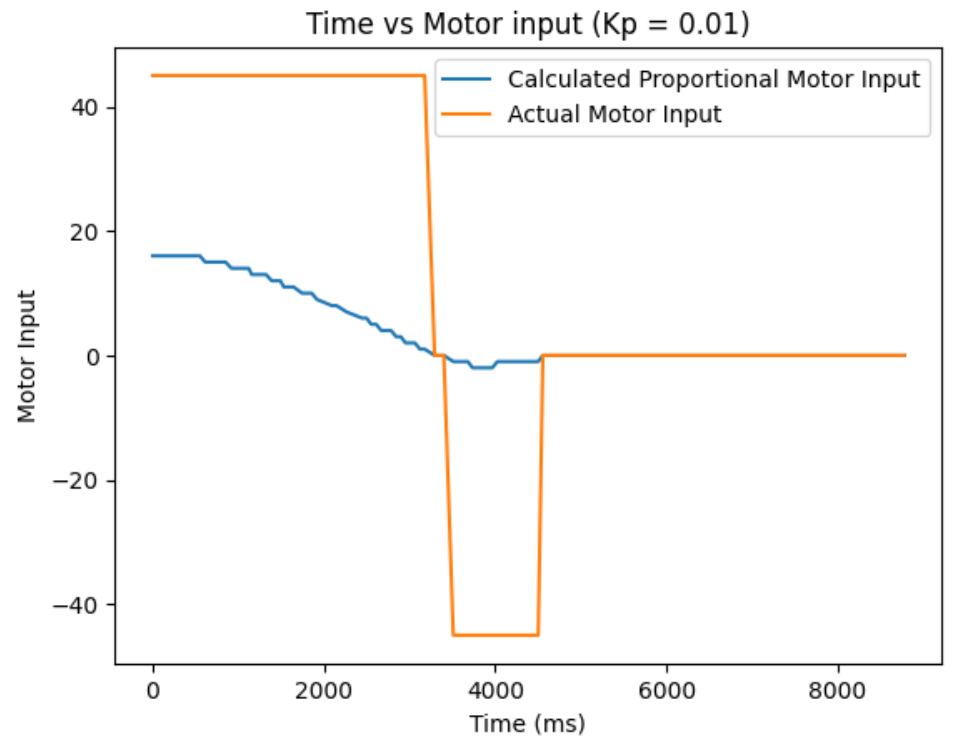 Time vs Motor input (Kp = 0.01)
Calculated Proportional Motor Input
Actual Motor Input
40
20
0
−20
−40
Motor Input
0 2000 4000 6000 8000
Time (ms)